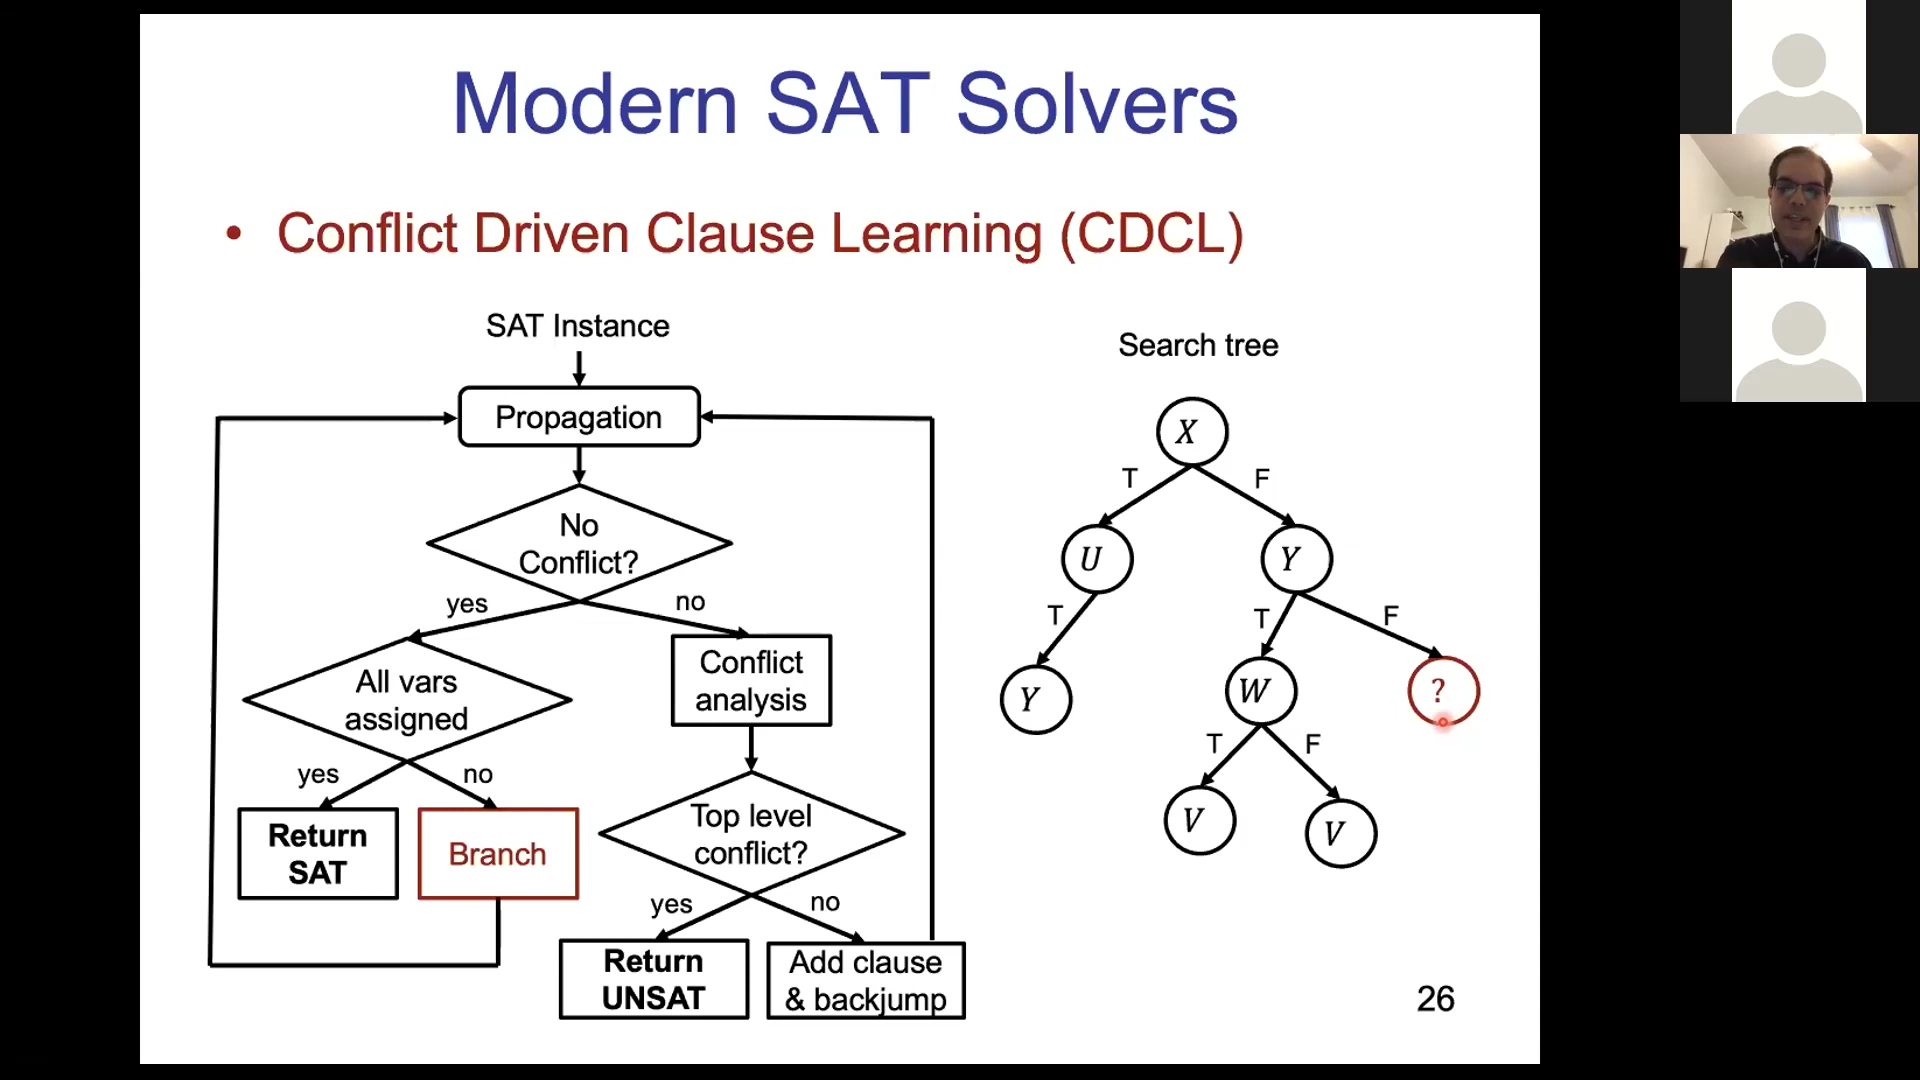 Modern SAT Solvers
• Conflict Driven Clause Learning (CDCL)
SAT Instance
Propagation
No
Conflict?
yes
no
All vars
assigned
Conflict
analysis
yes
no
Return
SAT
Branch
Top level
conflict?
yes
no
Return
UNSAT
Add clause
& backjump
Search tree
X
T
F
U
Y
T
T
F
Y
W
?
T
F
V
V
26